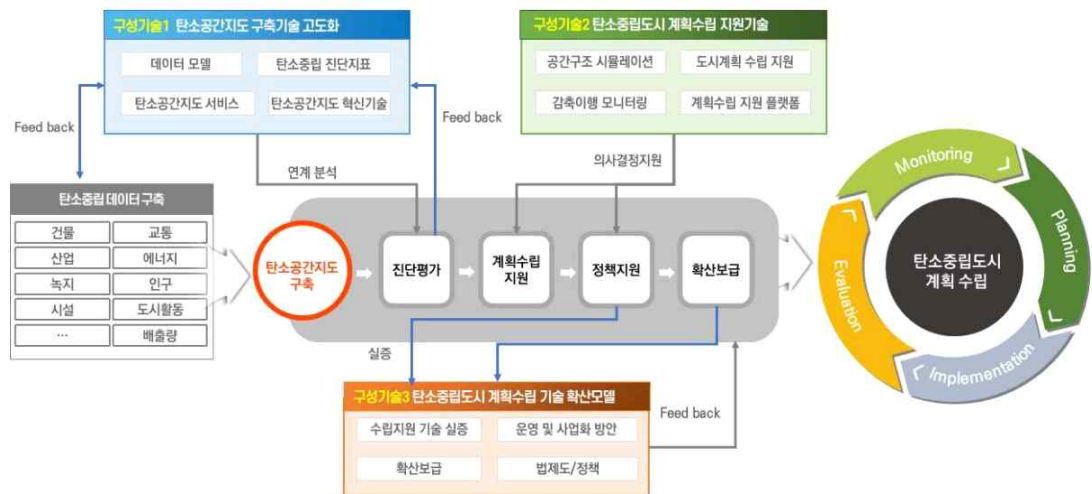 구성기술1 탄소공간지도 구축기술 고도화
데이터 모델
탄소중립 진단지표
탄소공간지도 서비스
탄소공간지도 혁신기술
구성기술2 탄소중립도시 계획수립 지원기술
공간구조 시뮬레이션
도시계획 수립 지원
감축이행 모니터링
계획수립 지원 플랫폼
Feed back
Feed back
연계 분석
의사결정지원
탄소중립 데이터 구축
건물
교통
산업
에너지
녹지
인구
시설
도시활동
…
배출량
탄소공간지도
구축
진단평가
계획수립
지원
정책지원
확산보급
실증
구성기술3 탄소중립도시 계획수립 기술 확산모델
수립지원 기술 실증
운영 및 사업화 방안
확산보급
법제도/정책
Feed back
Monitoring
Planning
Implementation
Evaluation
탄소중립도시
계획 수립